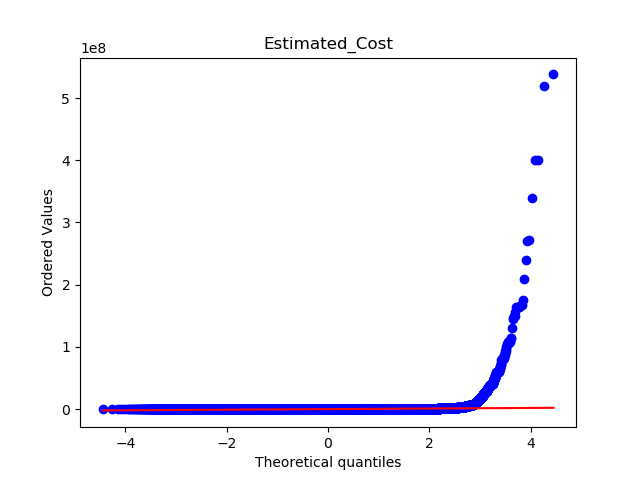 Estimated_Cost
1e8
5
4
3
2
1
0
Ordered Values
−4
−2
0
2
4
Theoretical quantiles